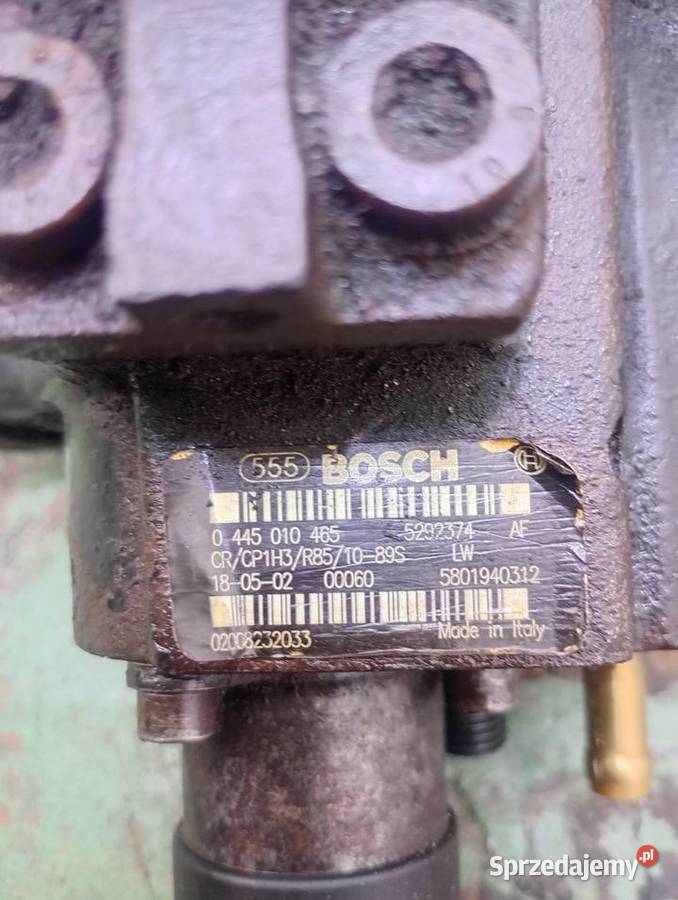 555 BOSCH
0 445 010 465 5292374 AF
CR/CP1H3/R85/10-89S LW
18-05-02 00060 5801940312
02008232033 Made in Italy
Sprzedajemy.pl